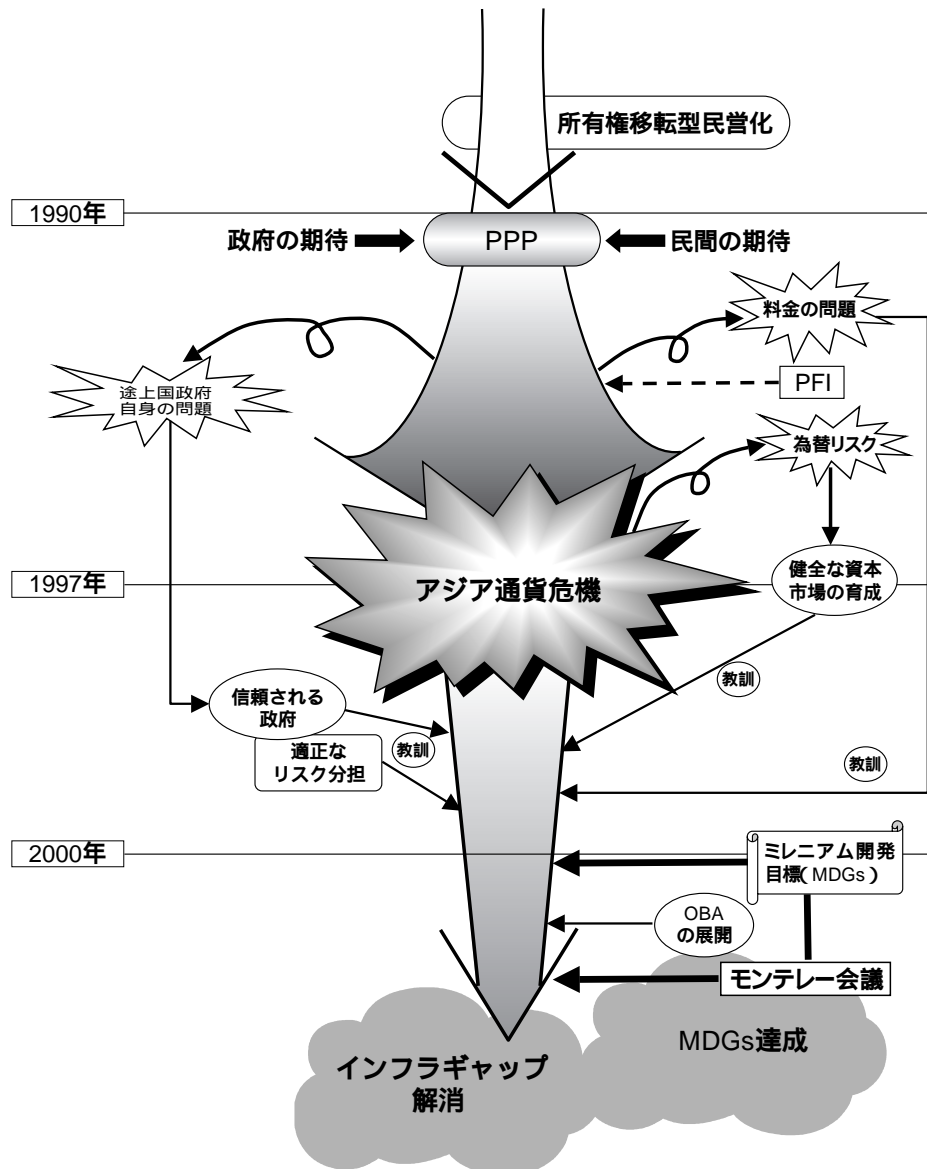 所有権移転型民営化
1990年
政府の期待
PPP
民間の期待
料金の問題
途上国政府
自身の問題
PFI
為替リスク
1997年
アジア通貨危機
健全な資本
市場の育成
教訓
信頼される
政府
教訓
適正な
リスク分担
教訓
2000年
ミレニアム開発
目標(MDGs)
OBA
の展開
モンテレー会議
MDGs達成
インフラギャップ
解消